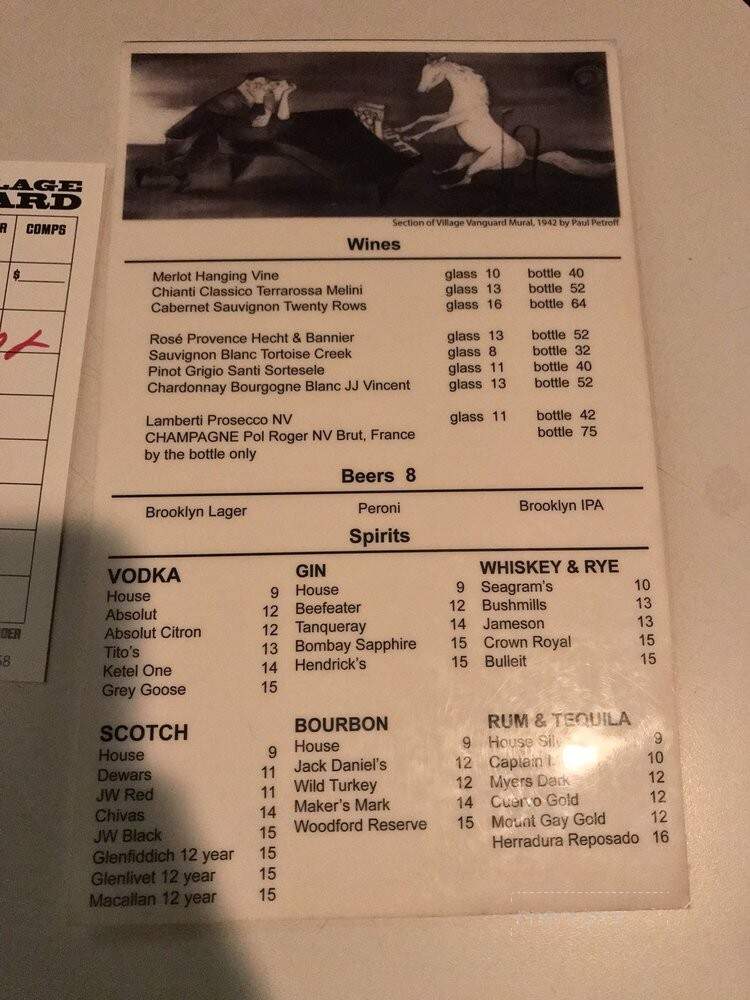 LAGE
ARD
R COMPS
$
DER
58
Section of Village Vanguard Mural, 1942 by Paul Petroff
Wines
Merlot Hanging Vine glass 10 bottle 40
Chianti Classico Terrarossa Melini glass 13 bottle 52
Cabernet Sauvignon Twenty Rows glass 16 bottle 64
Rosé Provence Hecht & Bannier glass 13 bottle 52
Sauvignon Blanc Tortoise Creek glass 8 bottle 32
Pinot Grigio Santi Sortesele glass 11 bottle 40
Chardonnay Bourgogne Blanc JJ Vincent glass 13 bottle 52
Lamberti Prosecco NV glass 11 bottle 42
CHAMPAGNE Pol Roger NV Brut, France bottle 75
by the bottle only
Beers 8
Brooklyn Lager Peroni Brooklyn IPA
Spirits
VODKA
House 9
Absolut 12
Absolut Citron 12
Tito's 13
Ketel One 14
Grey Goose 15
GIN
House 9
Beefeater 12
Tanqueray 14
Bombay Sapphire 15
Hendrick's 15
WHISKEY & RYE
Seagram's 10
Bushmills 13
Jameson 13
Crown Royal 15
Bulleit 15
SCOTCH
House 9
Dewars 11
JW Red 11
Chivas 14
JW Black 15
Glenfiddich 12 year 15
Glenlivet 12 year 15
Macallan 12 year 15
BOURBON
House 9
Jack Daniel's 12
Wild Turkey 12
Maker's Mark 14
Woodford Reserve 15
RUM & TEQUILA
House 9
Captain 10
Myers Dark 12
Cuervo Gold 12
Mount Gay Gold 12
Herradura Reposado 16